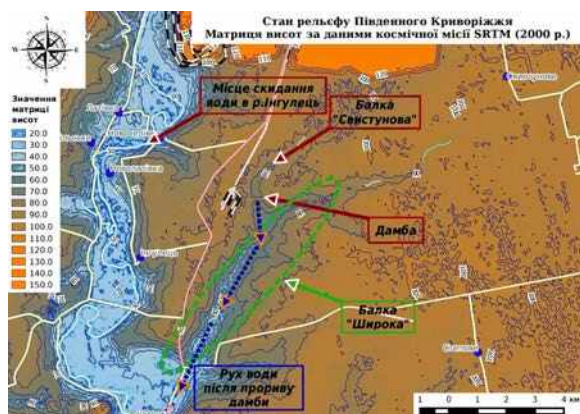 Стан рельєфу Південного Криворіжжя
Матриця висот за даними космічної місії SRTM (2000 р.)
Значення
матриці
висот
20.0
30.0
40.0
50.0
60.0
70.0
80.0
90.0
100.0
110.0
120.0
130.0
140.0
150.0
Місце скидання
води в р.Інгулець
Балка
"Свистунова"
Дамба
Балка
"Широка"
Рух води
після прориву
дамби
1 0 1 2 3 4 км